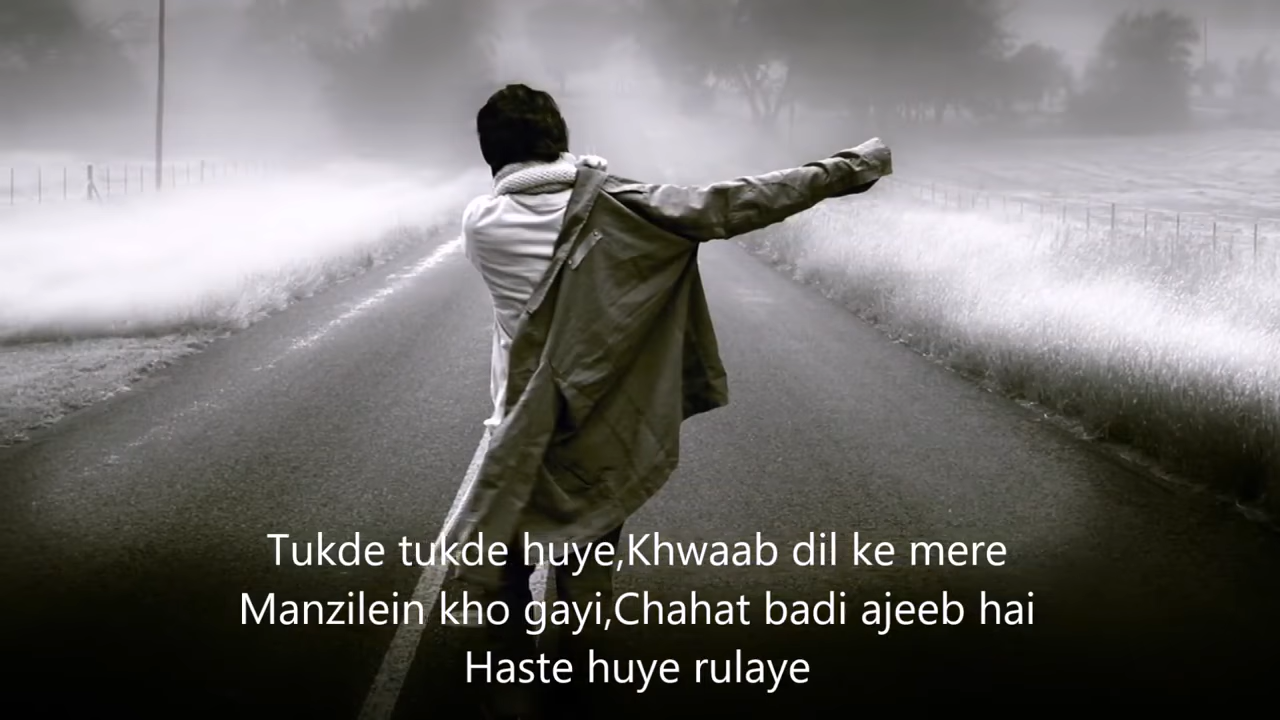 Tukde tukde huye,Khwaab dil ke mere
Manzilein kho gayi,Chahat badi ajeeb hai
Haste huye rulaye